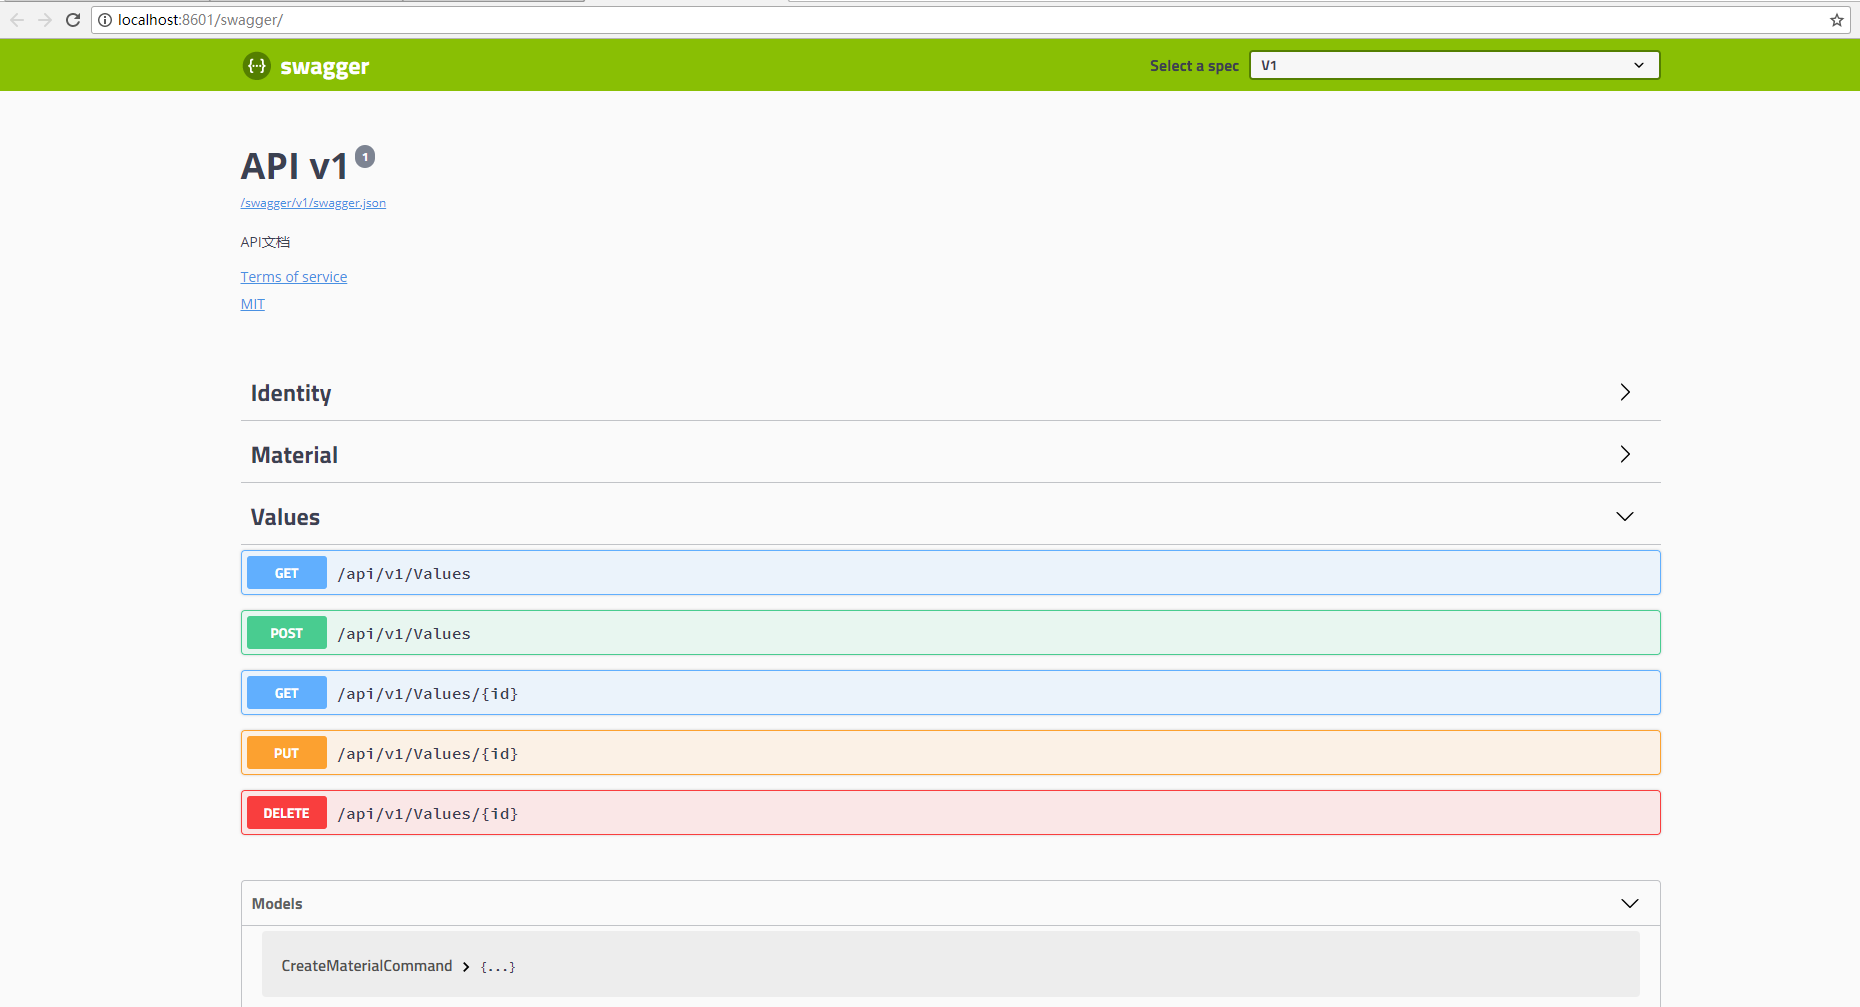 localhost:8601/swagger/
{···} swagger
Select a spec
V1
API v1 1
/swagger/v1/swagger.json
API文档
Terms of service
MIT
Identity
Material
Values
GET /api/v1/Values
POST /api/v1/Values
GET /api/v1/Values/{id}
PUT /api/v1/Values/{id}
DELETE /api/v1/Values/{id}
Models
CreateMaterialCommand {...}